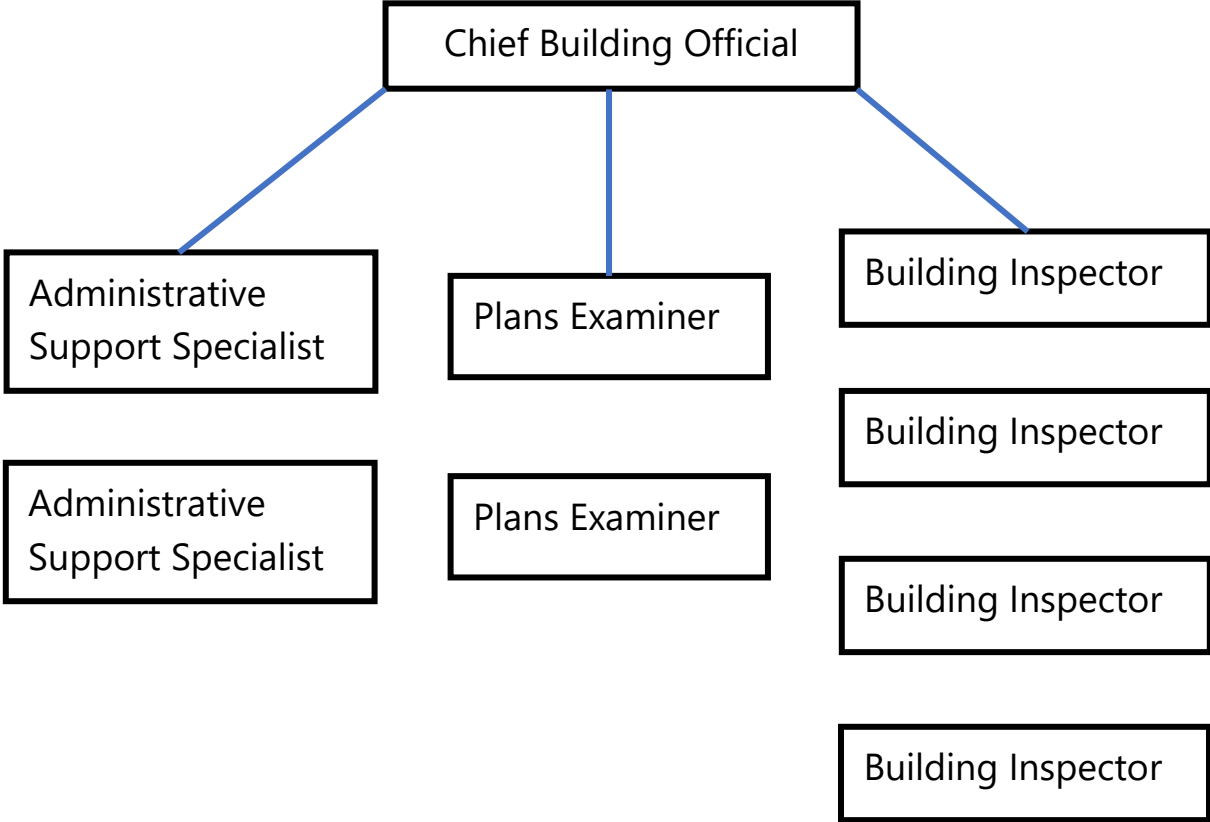 Chief Building Official
Administrative
Support Specialist
Administrative
Support Specialist
Plans Examiner
Plans Examiner
Building Inspector
Building Inspector
Building Inspector
Building Inspector